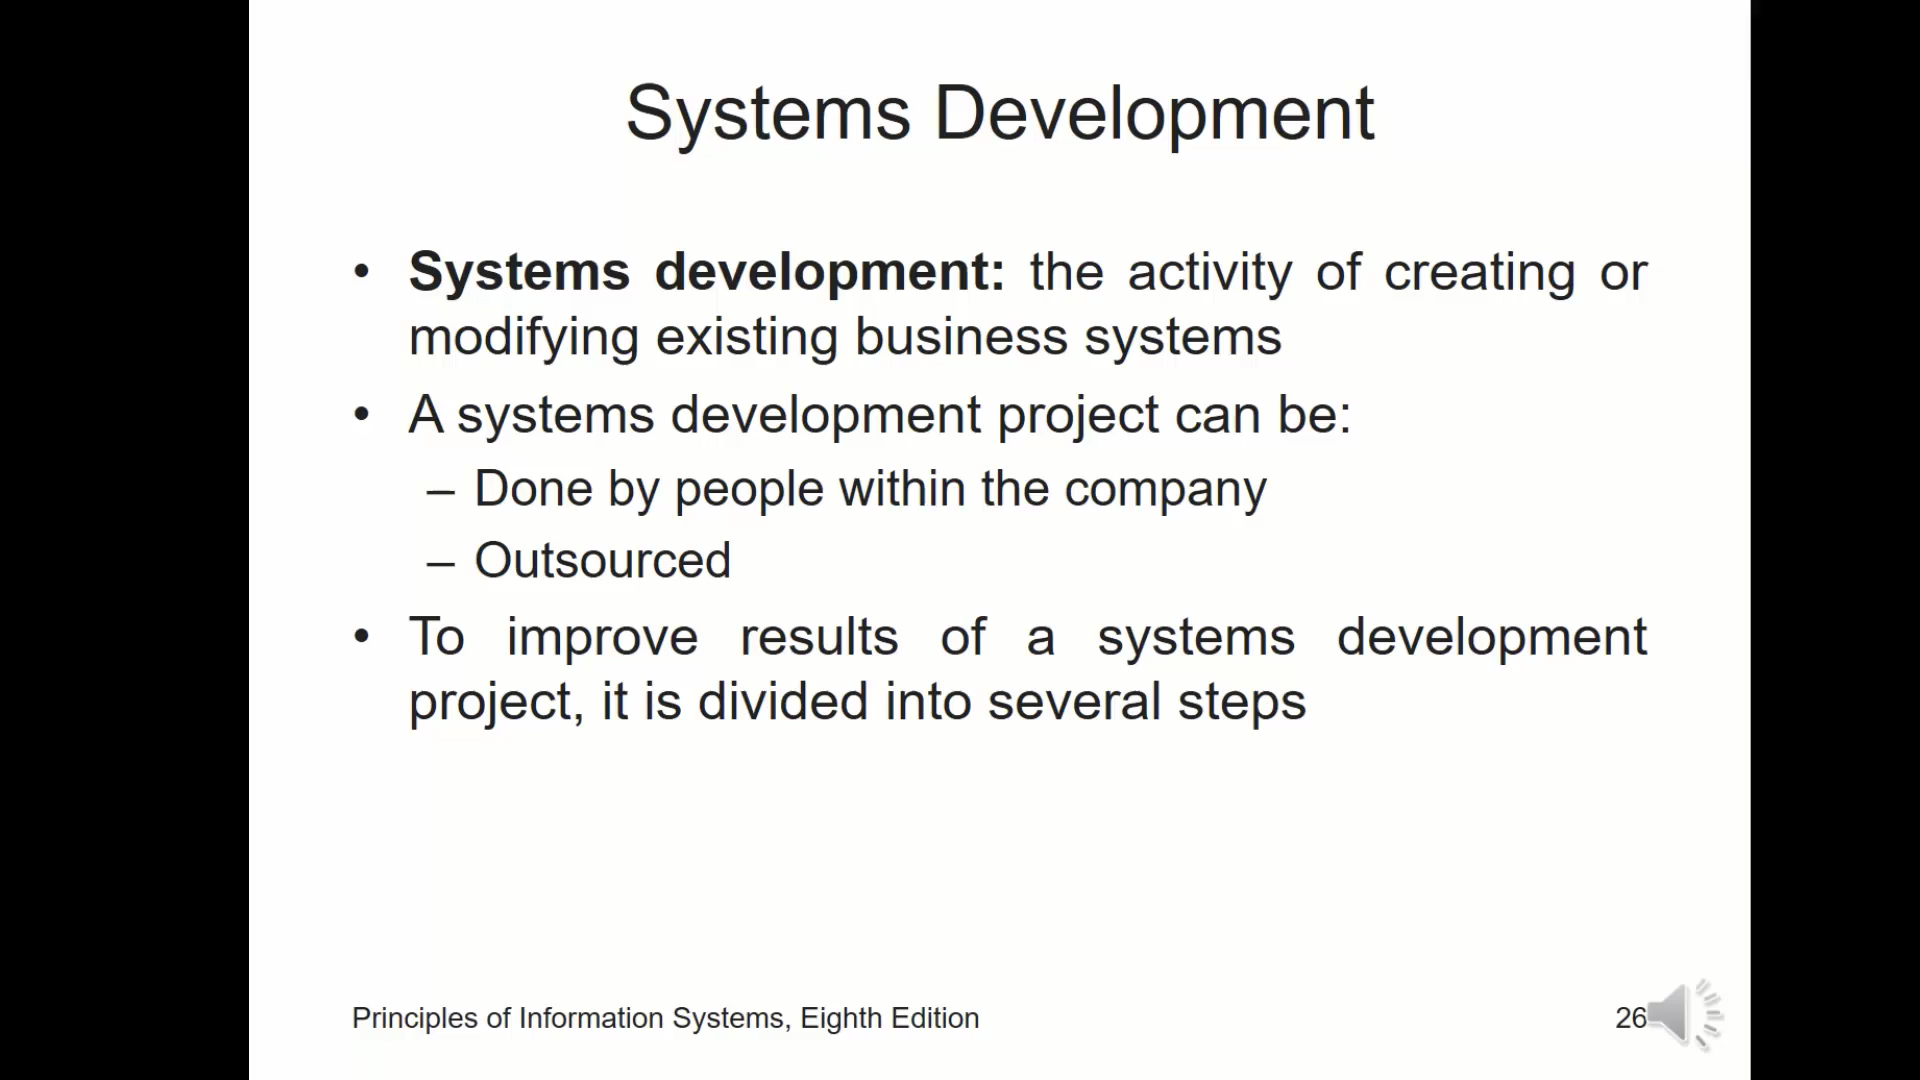 Systems Development
• Systems development: the activity of creating or
modifying existing business systems
• A systems development project can be:
– Done by people within the company
– Outsourced
• To improve results of a systems development
project, it is divided into several steps
Principles of Information Systems, Eighth Edition
26